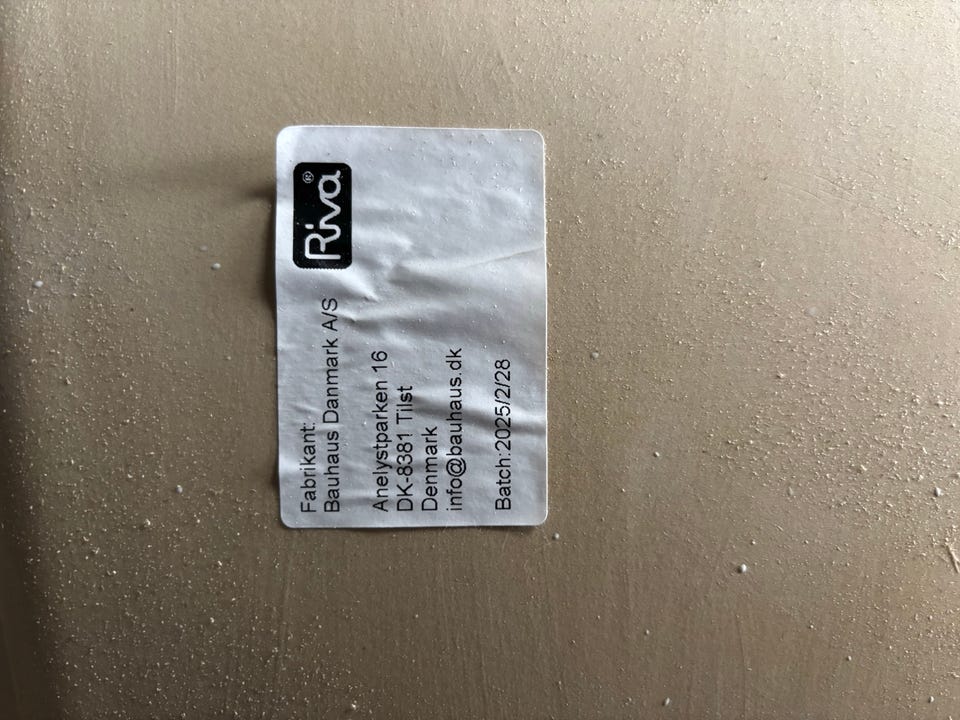 Riva®
Fabrikant:
Bauhaus Danmark A/S
Anelystparken 16
DK-8381 Tilst
Denmark
info@bauhaus.dk
Batch:2025/2/28